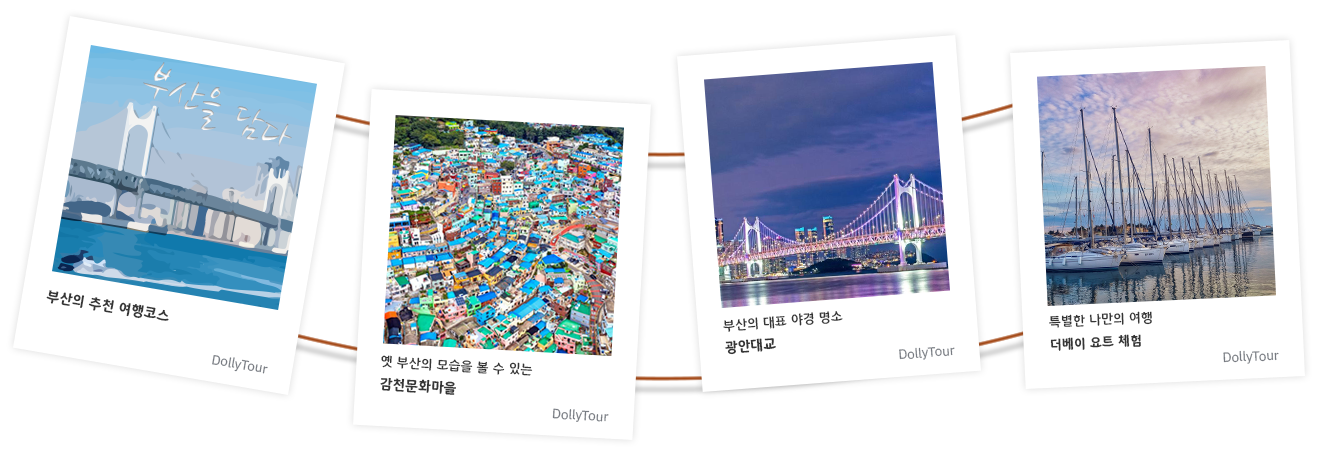 부산을 담다
부산의 추천 여행코스
DollyTour
옛 부산의 모습을 볼 수 있는
감천문화마을
DollyTour
부산의 대표 야경 명소
광안대교
DollyTour
특별한 나만의 여행
더베이 요트 체험
DollyTour